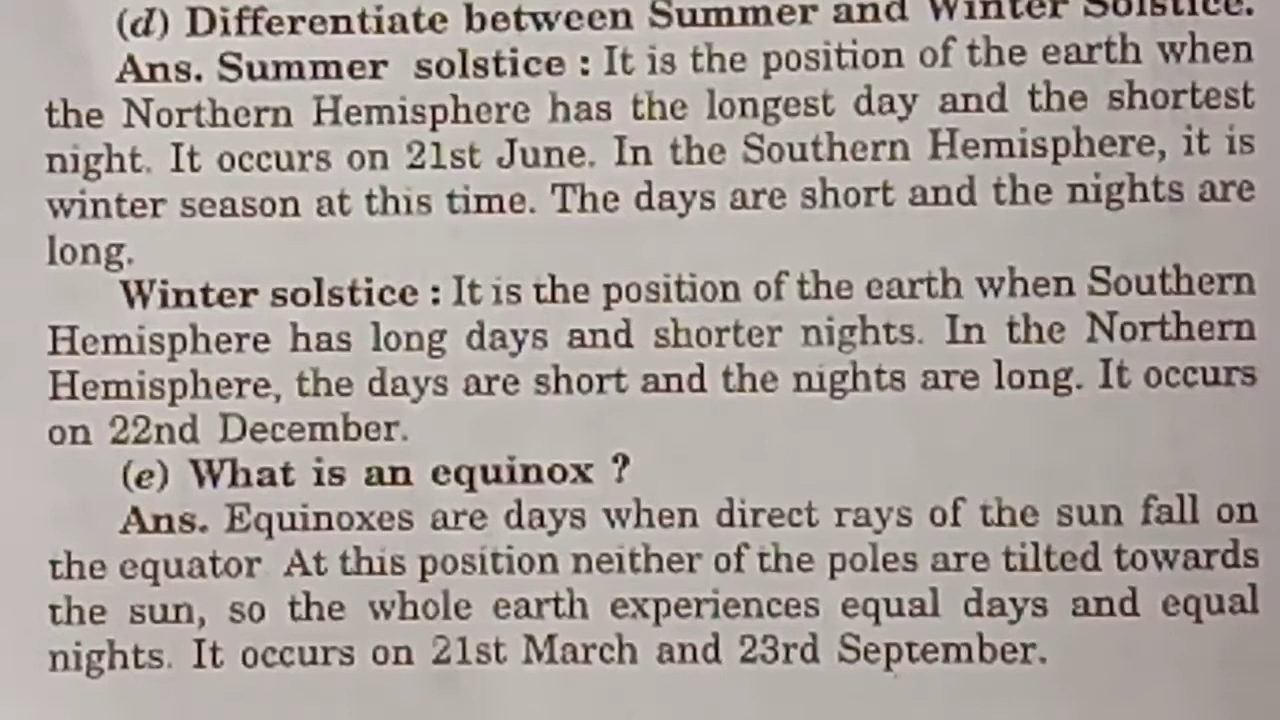 (d) Differentiate between Summer and Winter Solstice.
Ans. Summer solstice : It is the position of the earth when
the Northern Hemisphere has the longest day and the shortest
night. It occurs on 21st June. In the Southern Hemisphere, it is
winter season at this time. The days are short and the nights are
long.
Winter solstice : It is the position of the earth when Southern
Hemisphere has long days and shorter nights. In the Northern
Hemisphere, the days are short and the nights are long. It occurs
on 22nd December.
(e) What is an equinox ?
Ans. Equinoxes are days when direct rays of the sun fall on
the equator At this position neither of the poles are tilted towards
the sun, so the whole earth experiences equal days and equal
nights. It occurs on 21st March and 23rd September.